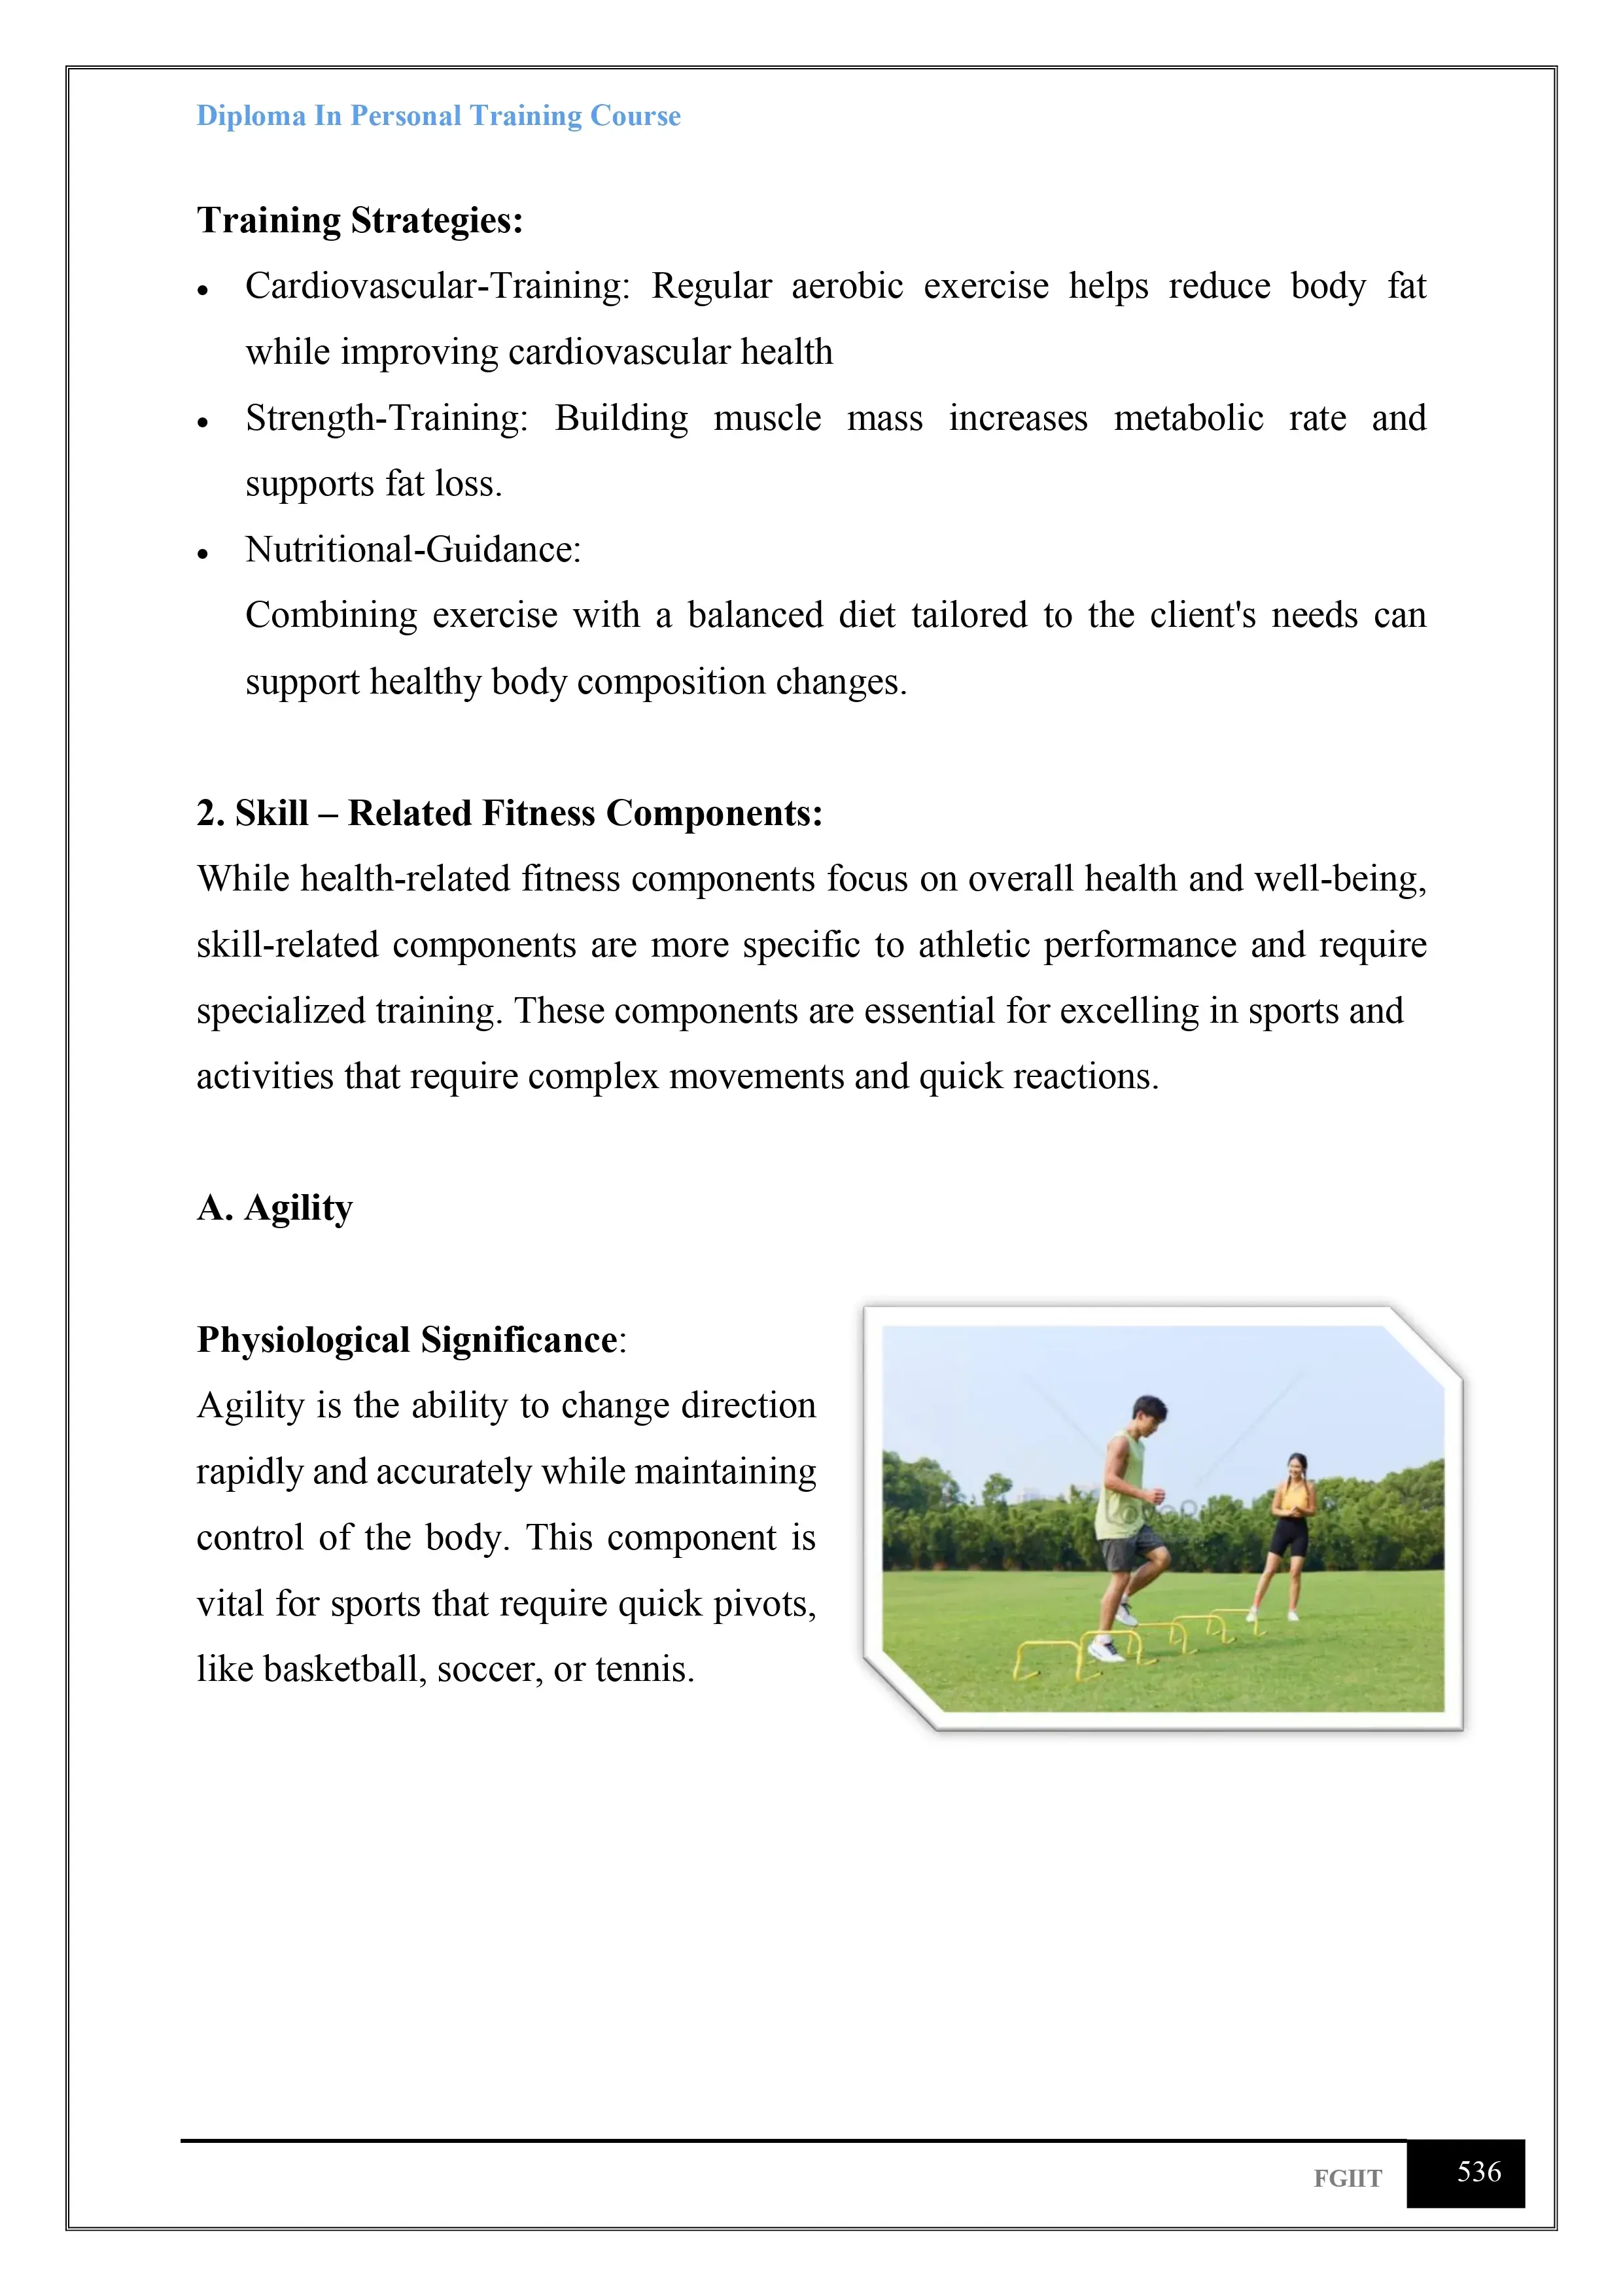 Diploma In Personal Training Course
Training Strategies:
• Cardiovascular-Training: Regular aerobic exercise helps reduce body fat
while improving cardiovascular health
• Strength-Training: Building muscle mass increases metabolic rate and
supports fat loss.
• Nutritional-Guidance:
Combining exercise with a balanced diet tailored to the client's needs can
support healthy body composition changes.
2. Skill – Related Fitness Components:
While health-related fitness components focus on overall health and well-being,
skill-related components are more specific to athletic performance and require
specialized training. These components are essential for excelling in sports and
activities that require complex movements and quick reactions.
A. Agility
Physiological Significance:
Agility is the ability to change direction
rapidly and accurately while maintaining
control of the body. This component is
vital for sports that require quick pivots,
like basketball, soccer, or tennis.
FGIIT
536